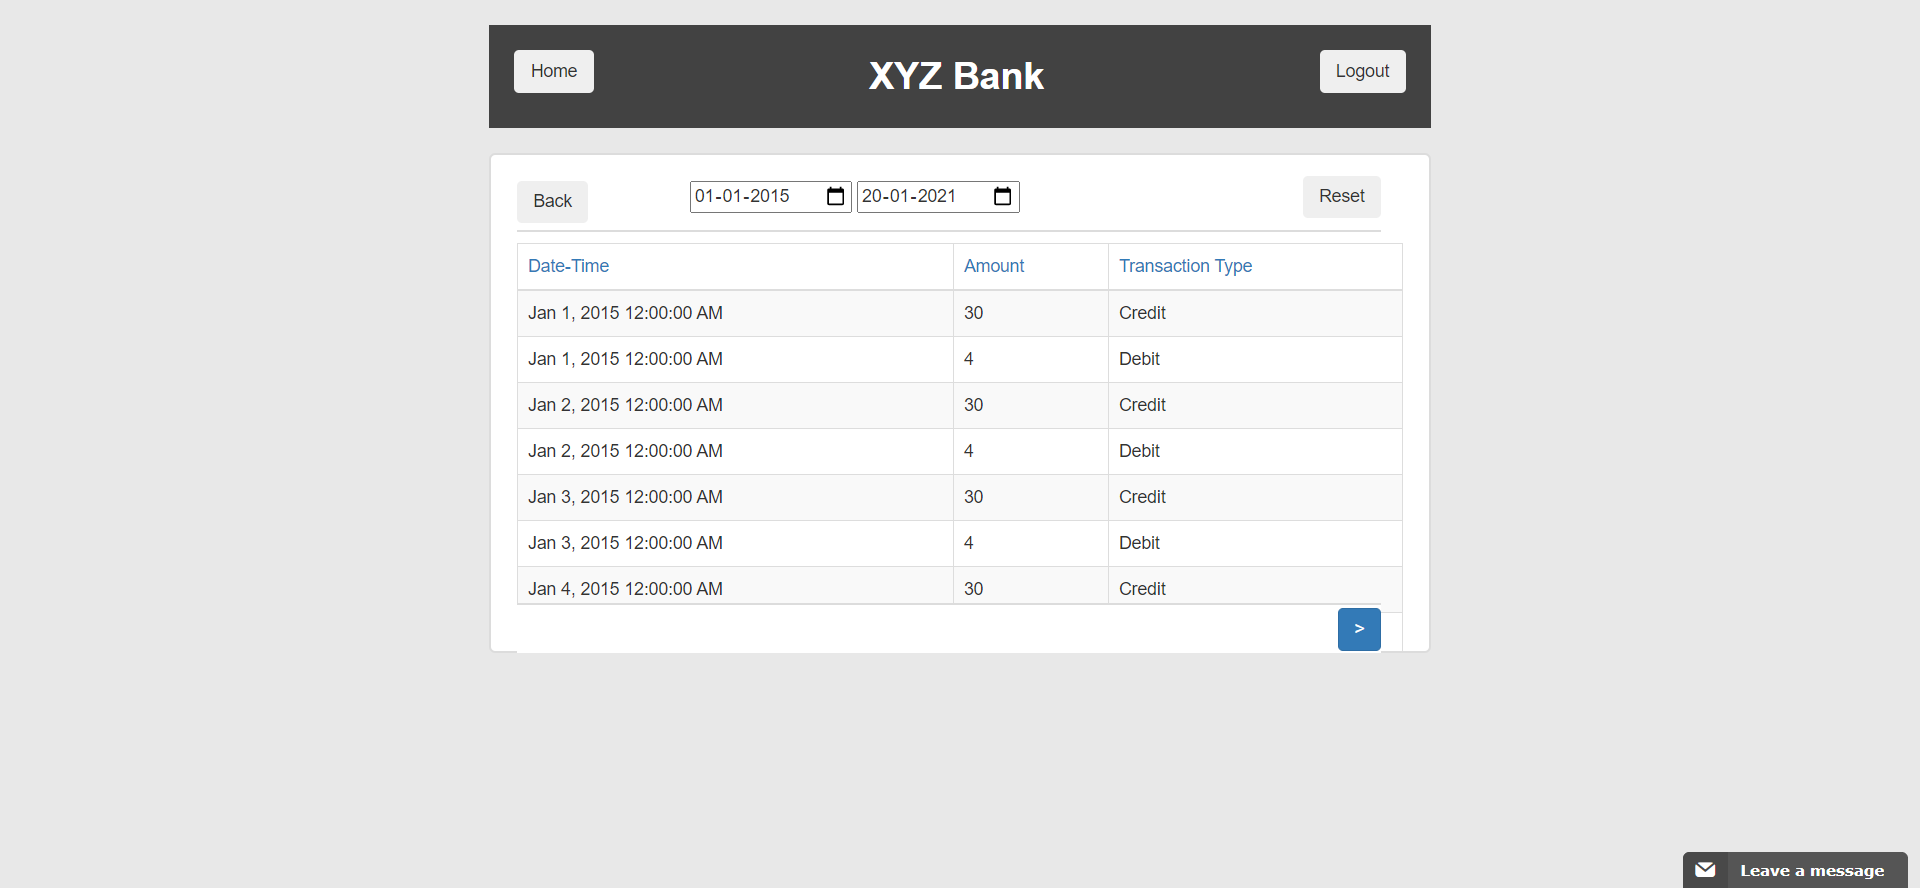 Home XYZ Bank Logout
Back 01-01-2015 20-01-2021 Reset
Date-Time Amount Transaction Type
Jan 1, 2015 12:00:00 AM 30 Credit
Jan 1, 2015 12:00:00 AM 4 Debit
Jan 2, 2015 12:00:00 AM 30 Credit
Jan 2, 2015 12:00:00 AM 4 Debit
Jan 3, 2015 12:00:00 AM 30 Credit
Jan 3, 2015 12:00:00 AM 4 Debit
Jan 4, 2015 12:00:00 AM 30 Credit
>
Leave a message